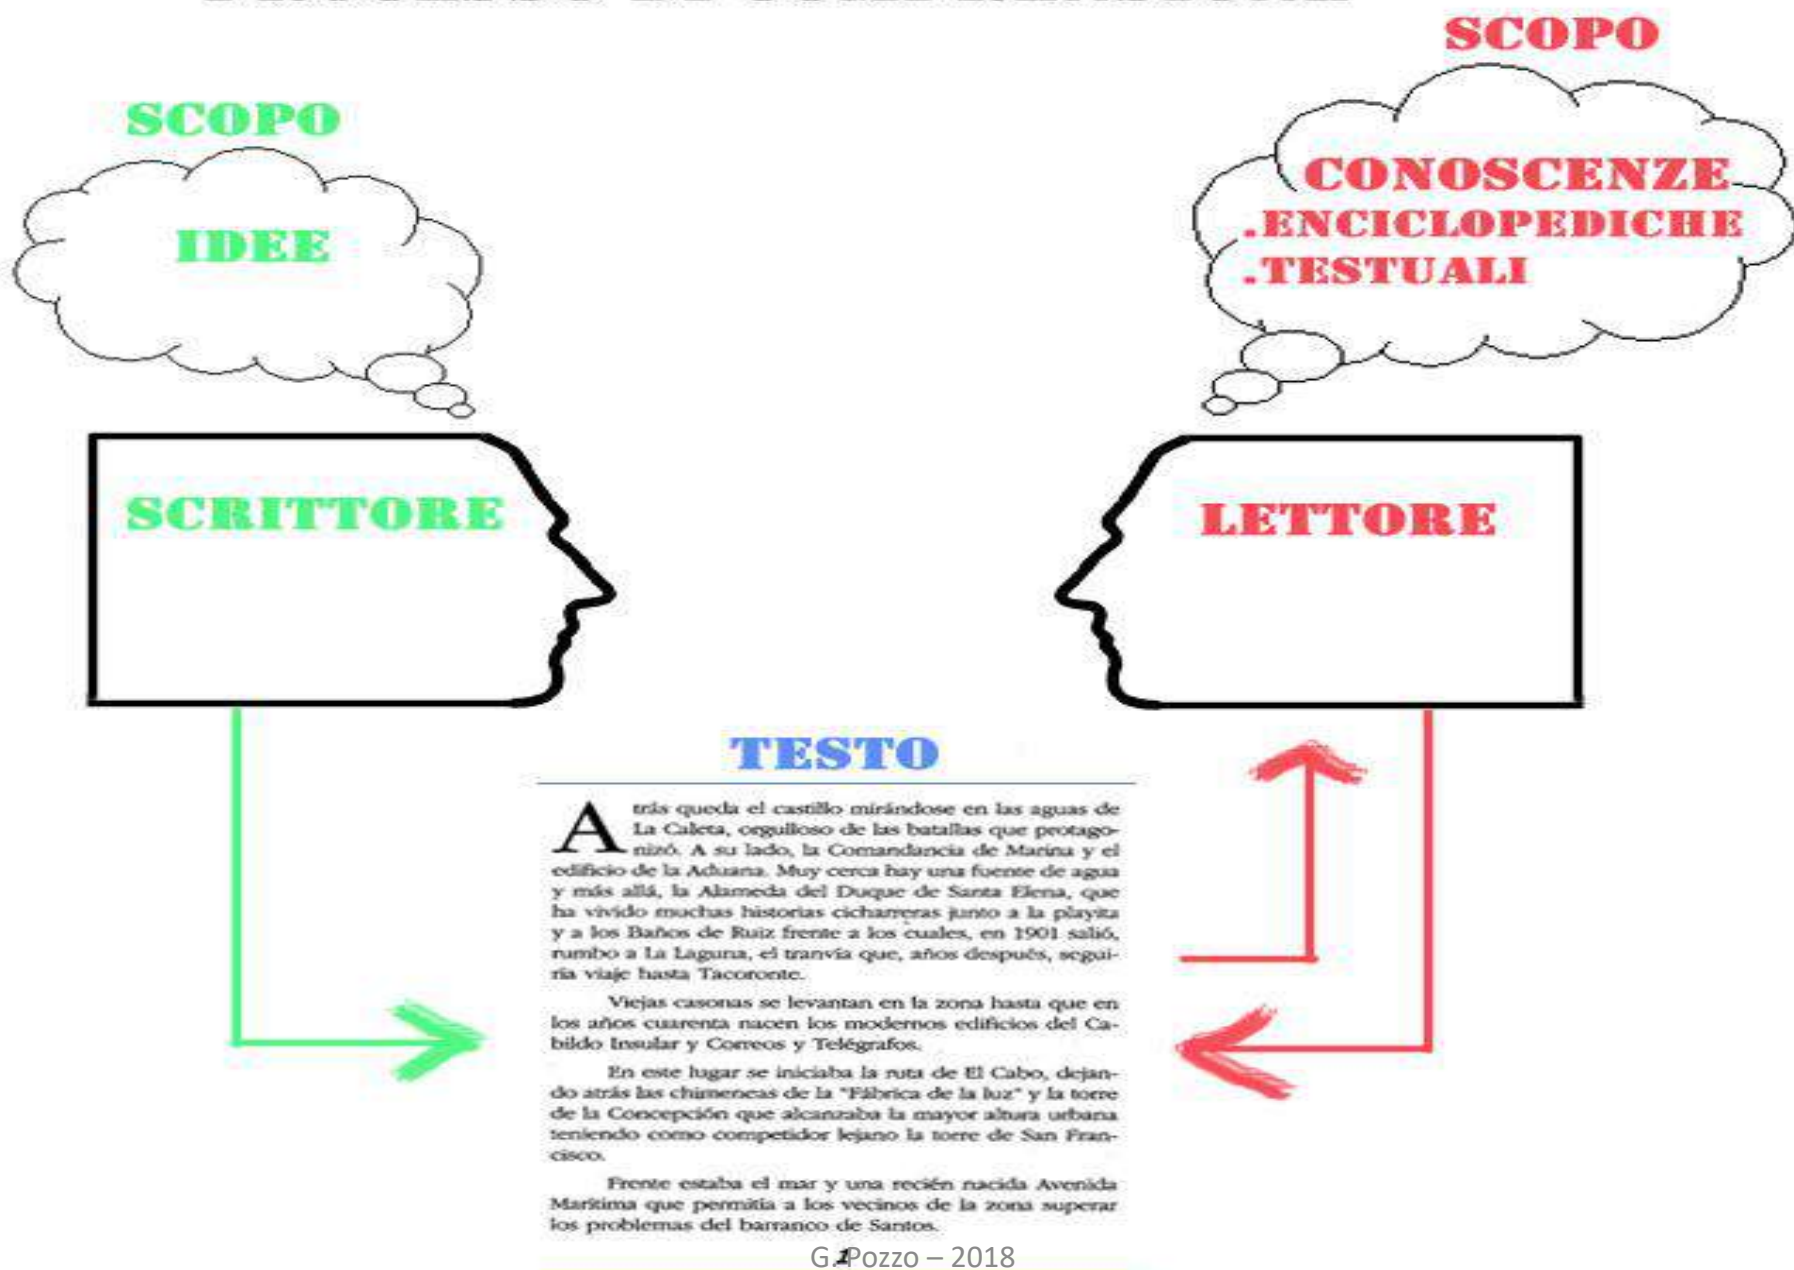 SCOPO
SCOPO
IDEE
CONOSCENZE
.ENCICLOPEDICHE
.TESTUALI
SCRITTORE
LETTORE
TESTO
Atrás queda el castillo mirándose en las aguas de
La Caleta, orgulloso de las batallas que protago-
nizó. A su lado, la Comandancia de Marina y el
edificio de la Aduana. Muy cerca hay una fuente de agua
y más allá, la Alameda del Duque de Santa Elena, que
ha vivido muchas historias cicharreras junto a la playita
y a los Baños de Ruiz frente a los cuales, en 1901 salió,
rumbo a La Laguna, el tranvía que, años después, segui-
ría viaje hasta Tacoronte.
Viejas casonas se levantan en la zona hasta que en
los años cuarenta nacen los modernos edificios del Ca-
bildo Insular y Correos y Telégrafos.
En este lugar se iniciaba la ruta de El Cabo, dejan-
do atrás las chimeneas de la "Fábrica de la luz" y la torre
de la Concepción que alcanzaba la mayor altura urbana
teniendo como competidor lejano la torre de San Fran-
cisco.
Frente estaba el mar y una recién nacida Avenida
Marítima que permitía a los vecinos de la zona superar
los problemas del barranco de Santos.
1
G. Pozzo – 2018